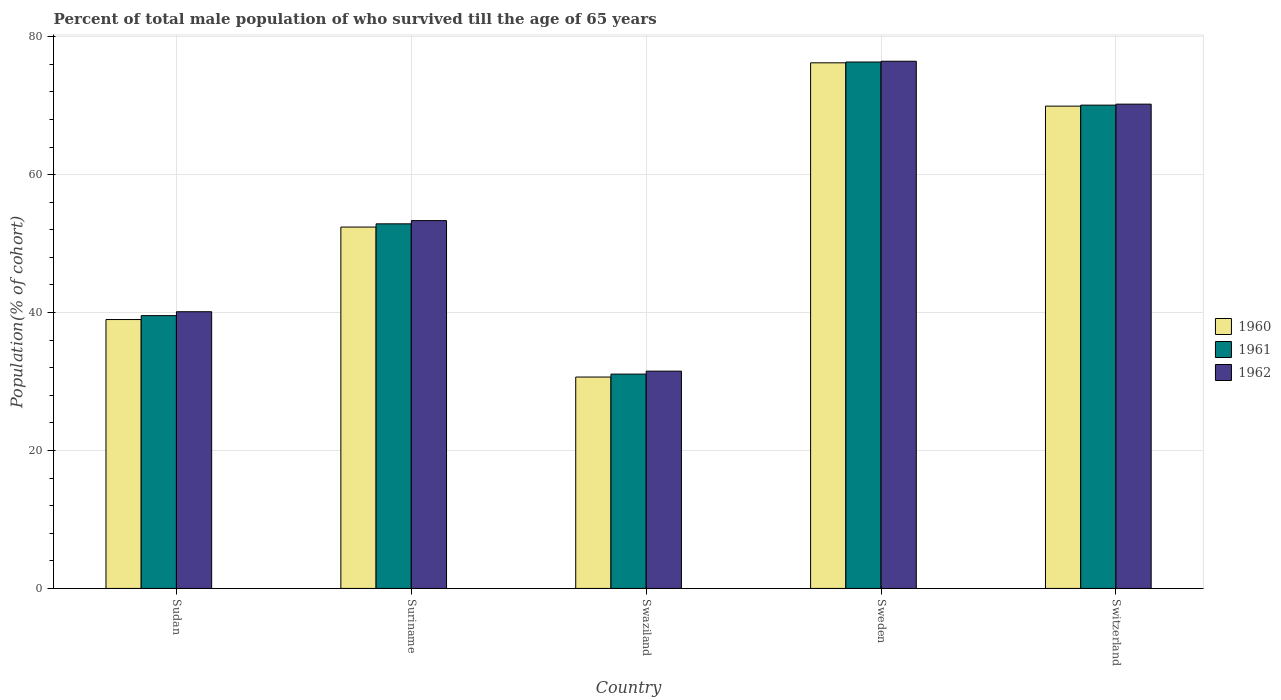 Percent of total male population of who survived till the age of 65 years
Population(% of cohort)
80
60
40
20
0
Sudan
Suriname
Swaziland
Sweden
Switzerland
Country
1960
1961
1962